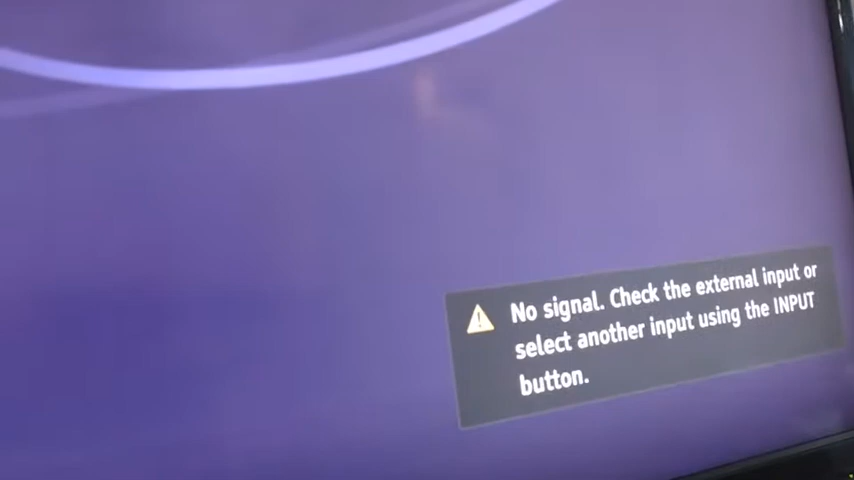 No signal. Check the external input or
select another input using the INPUT
button.